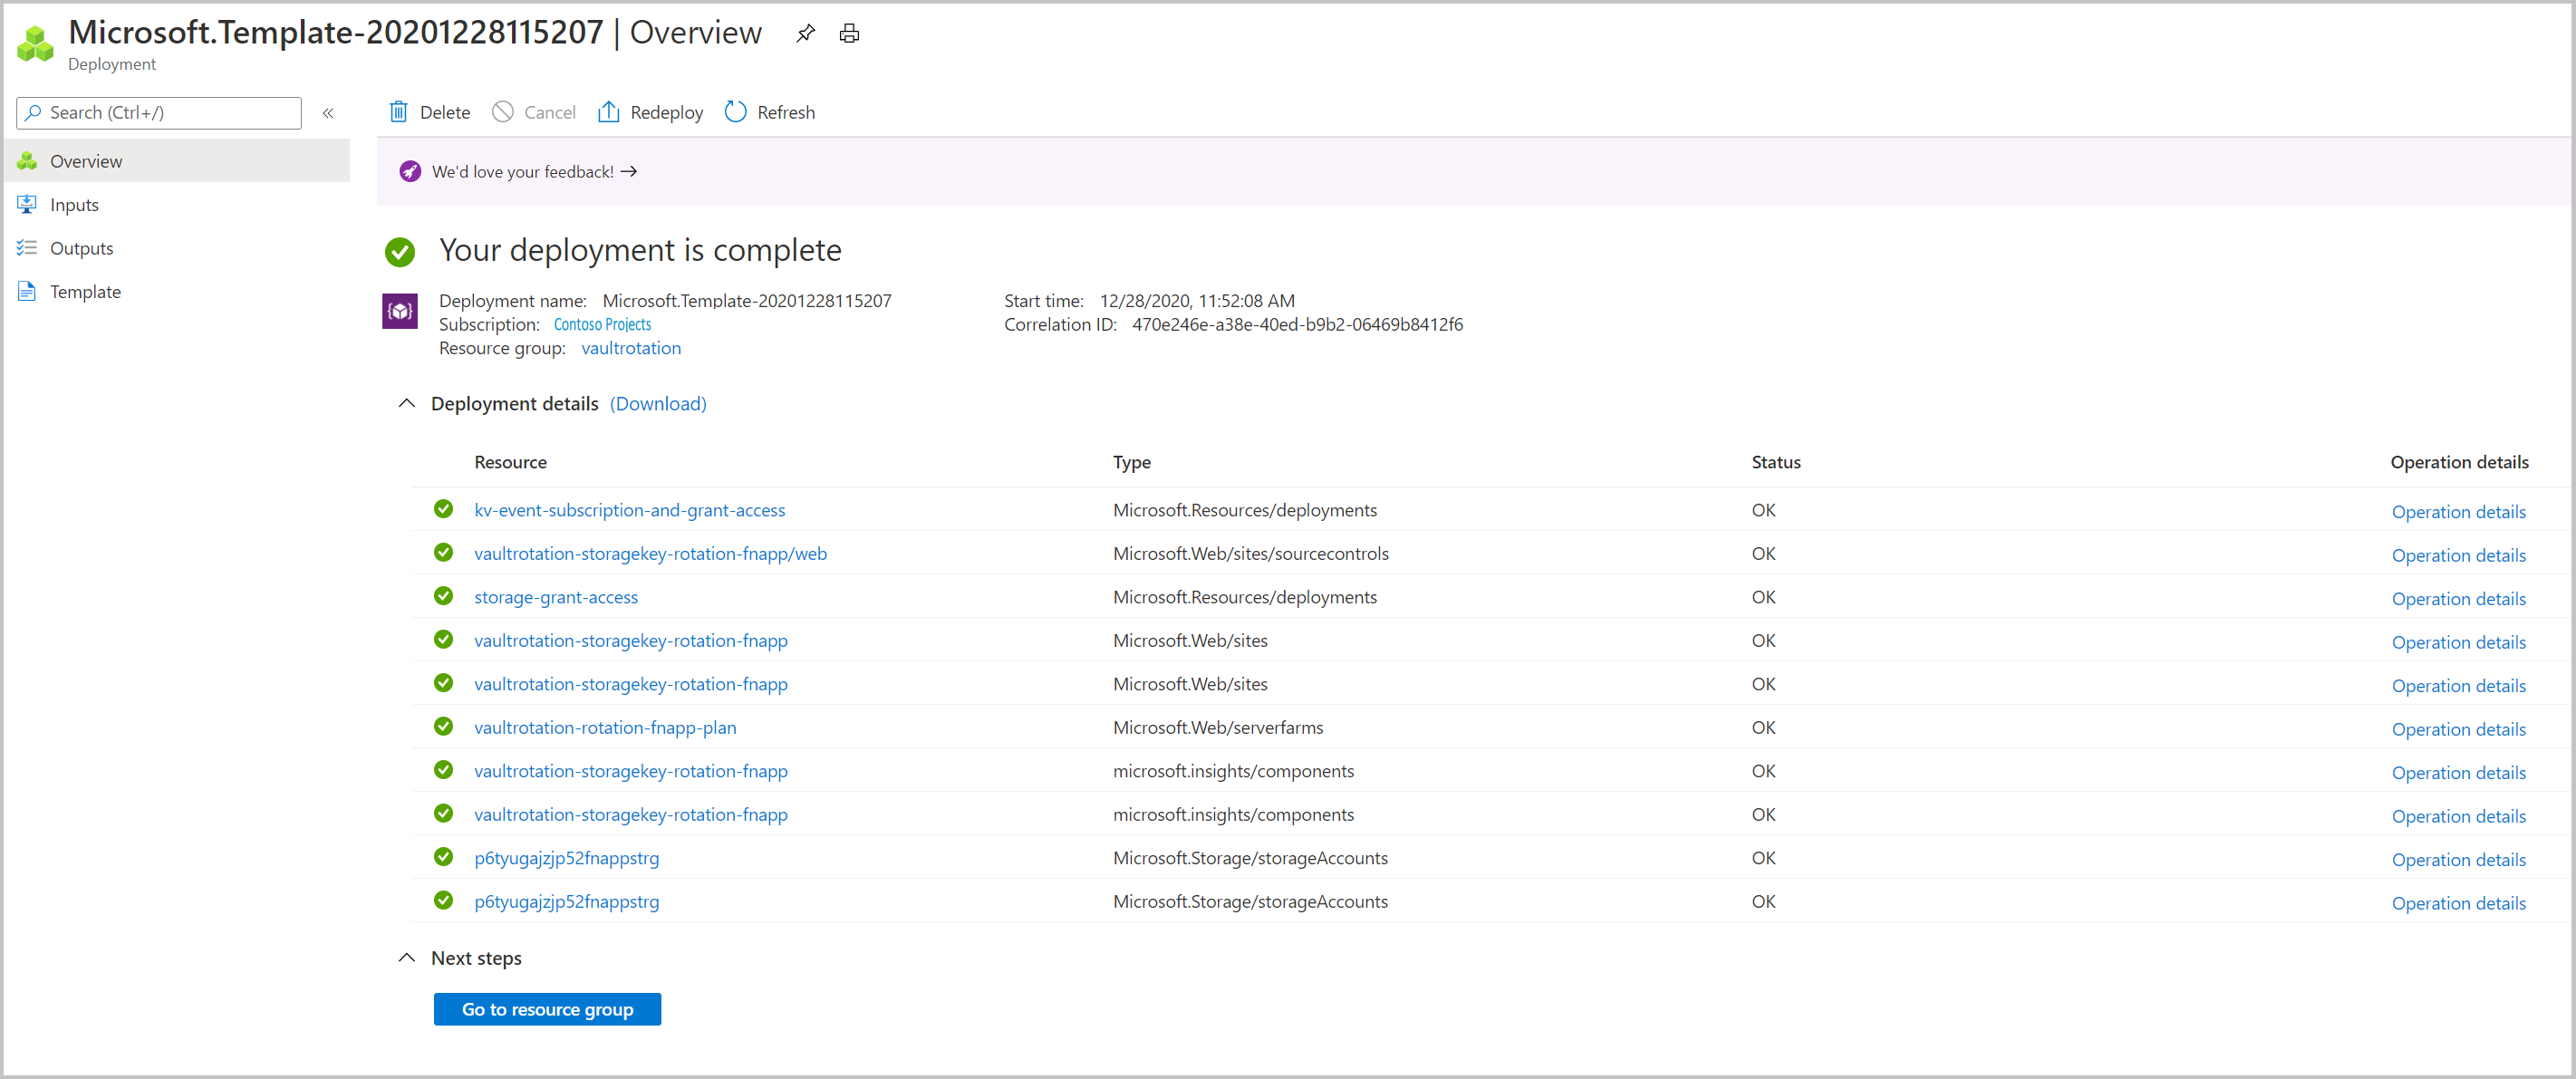 Microsoft.Template-20201228115207 | Overview
Deployment
Search (Ctrl+/)
«
Delete Cancel Redeploy Refresh
Overview
Inputs
Outputs
Template
We'd love your feedback! →
Your deployment is complete
Deployment name: Microsoft.Template-20201228115207 Start time: 12/28/2020, 11:52:08 AM
Subscription: Contoso Projects Correlation ID: 470e246e-a38e-40ed-b9b2-06469b8412f6
Resource group: vaultrotation
Deployment details (Download)
Resource Type Status Operation details
kv-event-subscription-and-grant-access Microsoft.Resources/deployments OK Operation details
vaultrotation-storagekey-rotation-fnapp/web Microsoft.Web/sites/sourcecontrols OK Operation details
storage-grant-access Microsoft.Resources/deployments OK Operation details
vaultrotation-storagekey-rotation-fnapp Microsoft.Web/sites OK Operation details
vaultrotation-storagekey-rotation-fnapp Microsoft.Web/sites OK Operation details
vaultrotation-rotation-fnapp-plan Microsoft.Web/serverfarms OK Operation details
vaultrotation-storagekey-rotation-fnapp microsoft.insights/components OK Operation details
vaultrotation-storagekey-rotation-fnapp microsoft.insights/components OK Operation details
p6tyugajzjp52fnappstrg Microsoft.Storage/storageAccounts OK Operation details
p6tyugajzjp52fnappstrg Microsoft.Storage/storageAccounts OK Operation details
Next steps
Go to resource group